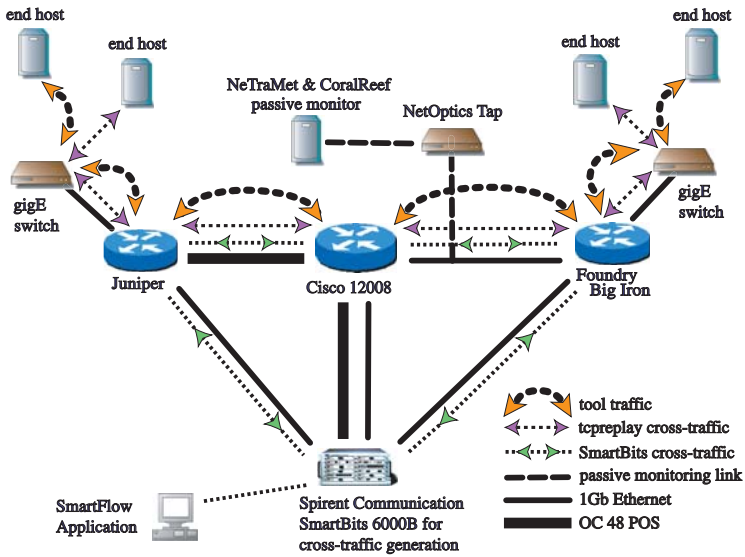 end host
end host
end host
end host
NeTraMet & CoralReef
passive monitor
NetOptics Tap
gigE
switch
gigE
switch
Juniper
Cisco 12008
Foundry
Big Iron
tool traffic
tcpreplay cross-traffic
SmartBits cross-traffic
passive monitoring link
1Gb Ethernet
OC 48 POS
SmartFlow
Application
Spirent Communication
SmartBits 6000B for
cross-traffic generation